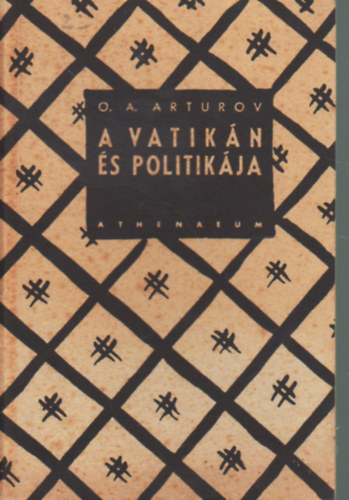 O. A. ARTUROV
A VATIKÁN
ÉS POLITIKÁJA
ATHENAEUM